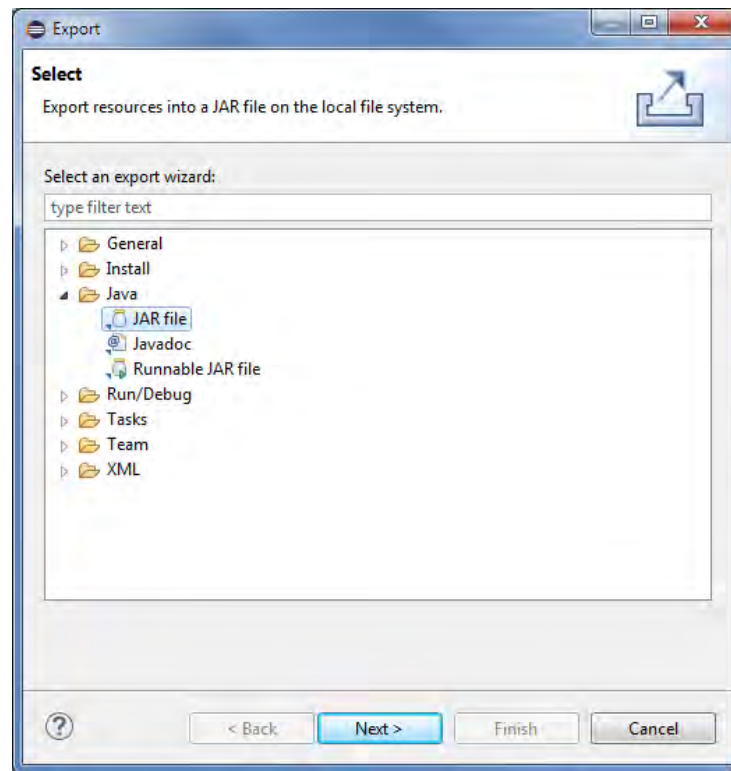 Export
Select
Export resources into a JAR file on the local file system.
Select an export wizard:
type filter text
General
Install
Java
JAR file
Javadoc
Runnable JAR file
Run/Debug
Tasks
Team
XML
? < Back Next > Finish Cancel